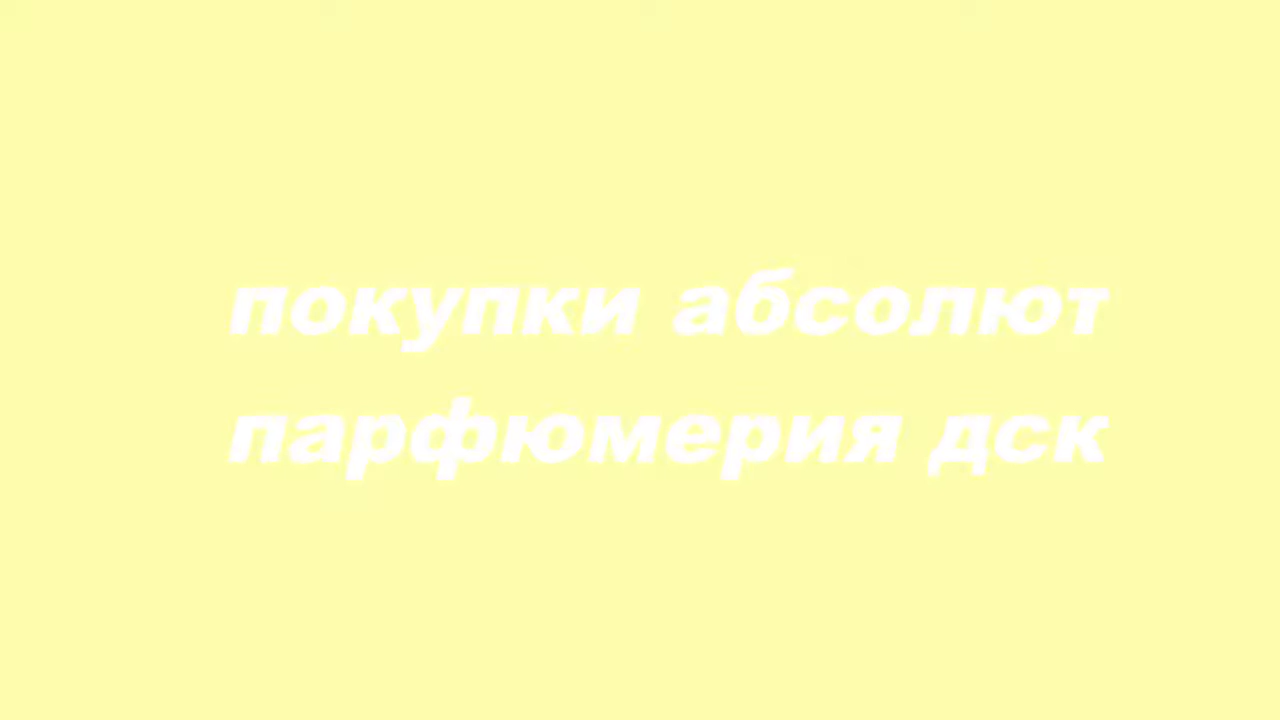 покупки абсолют
парфюмерия дск